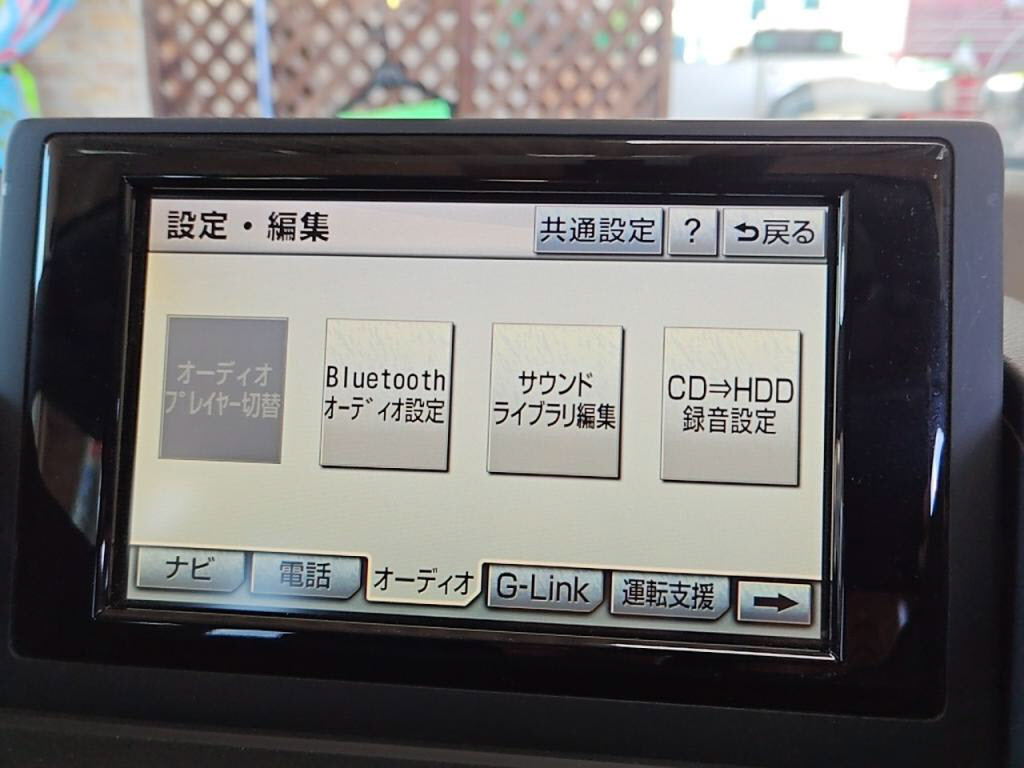 設定・編集
共通設定
?
戻る
オーディオ
プレイヤー切替
Bluetooth
オーディオ設定
サウンド
ライブラリ編集
CD⇒HDD
録音設定
ナビ
電話
オーディオ
G-Link
運転支援